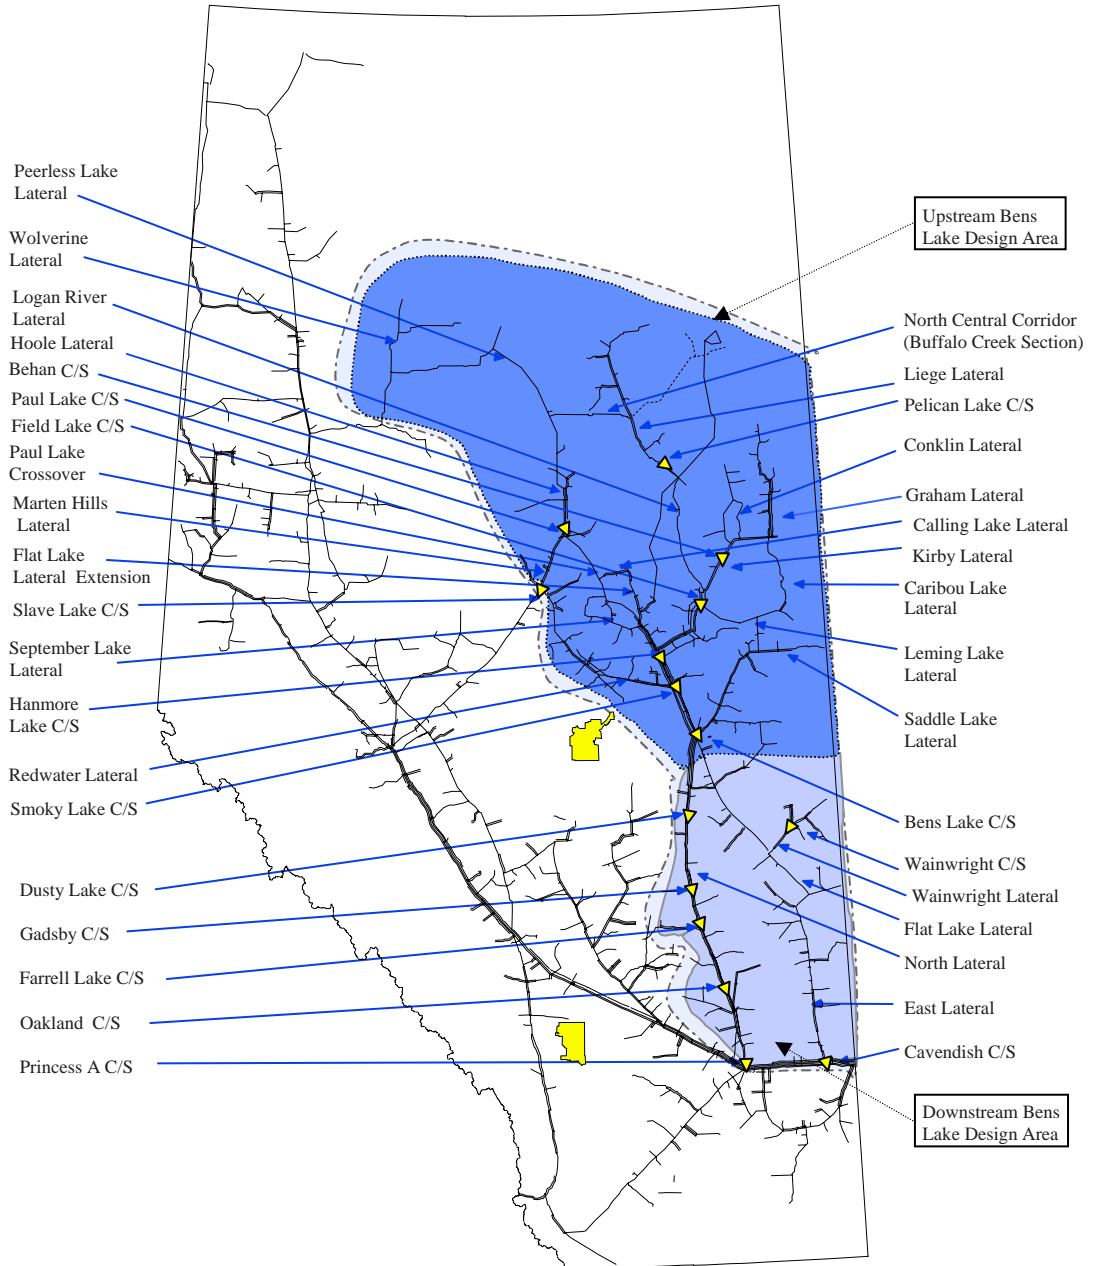 Peerless Lake
Lateral
Wolverine
Lateral
Logan River
Lateral
Hoole Lateral
Behan C/S
Paul Lake C/S
Field Lake C/S
Paul Lake
Crossover
Marten Hills
Lateral
Flat Lake
Lateral Extension
Slave Lake C/S
September Lake
Lateral
Hanmore
Lake C/S
Redwater Lateral
Smoky Lake C/S
Dusty Lake C/S
Gadsby C/S
Farrell Lake C/S
Oakland C/S
Princess A C/S
Upstream Bens
Lake Design Area
North Central Corridor
(Buffalo Creek Section)
Liege Lateral
Pelican Lake C/S
Conklin Lateral
Graham Lateral
Calling Lake Lateral
Kirby Lateral
Caribou Lake
Lateral
Leming Lake
Lateral
Saddle Lake
Lateral
Bens Lake C/S
Wainwright C/S
Wainwright Lateral
Flat Lake Lateral
North Lateral
East Lateral
Cavendish C/S
Downstream Bens
Lake Design Area